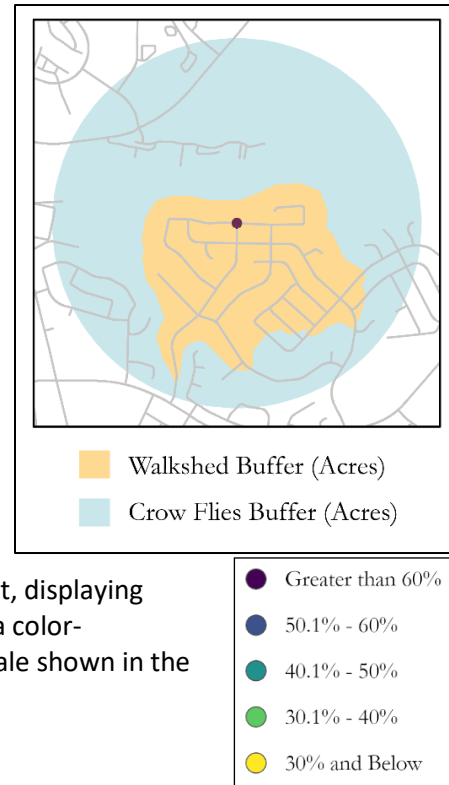 Walkshed Buffer (Acres)
Crow Flies Buffer (Acres)
t, displaying
a color-
ale shown in the
Greater than 60%
50.1% - 60%
40.1% - 50%
30.1% - 40%
30% and Below